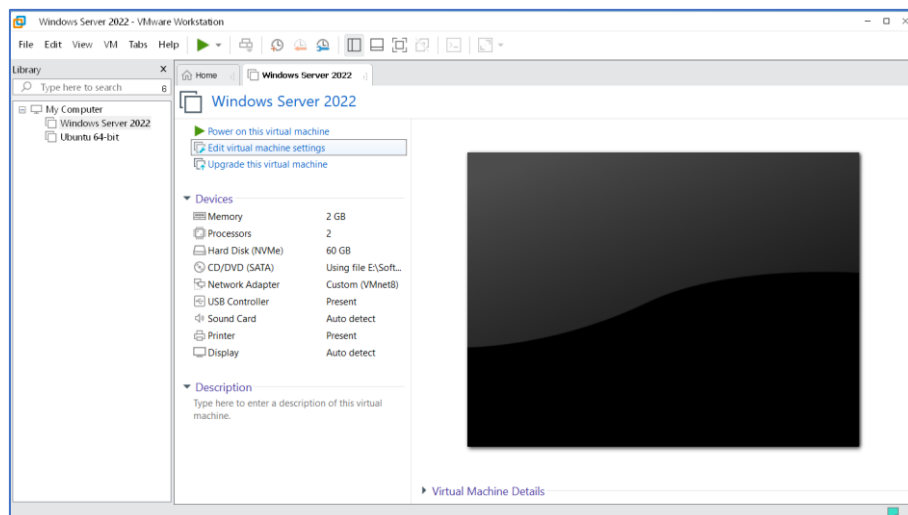 Windows Server 2022 - VMware Workstation
File Edit View VM Tabs Help
Library X
Type here to search
My Computer
Windows Server 2022
Ubuntu 64-bit
Home
Windows Server 2022
Windows Server 2022
Power on this virtual machine
Edit virtual machine settings
Upgrade this virtual machine
Devices
Memory 2 GB
Processors 2
Hard Disk (NVMe) 60 GB
CD/DVD (SATA) Using file E:\Soft...
Network Adapter Custom (VMnet8)
USB Controller Present
Sound Card Auto detect
Printer Present
Display Auto detect
Description
Type here to enter a description of this virtual
machine.
Virtual Machine Details